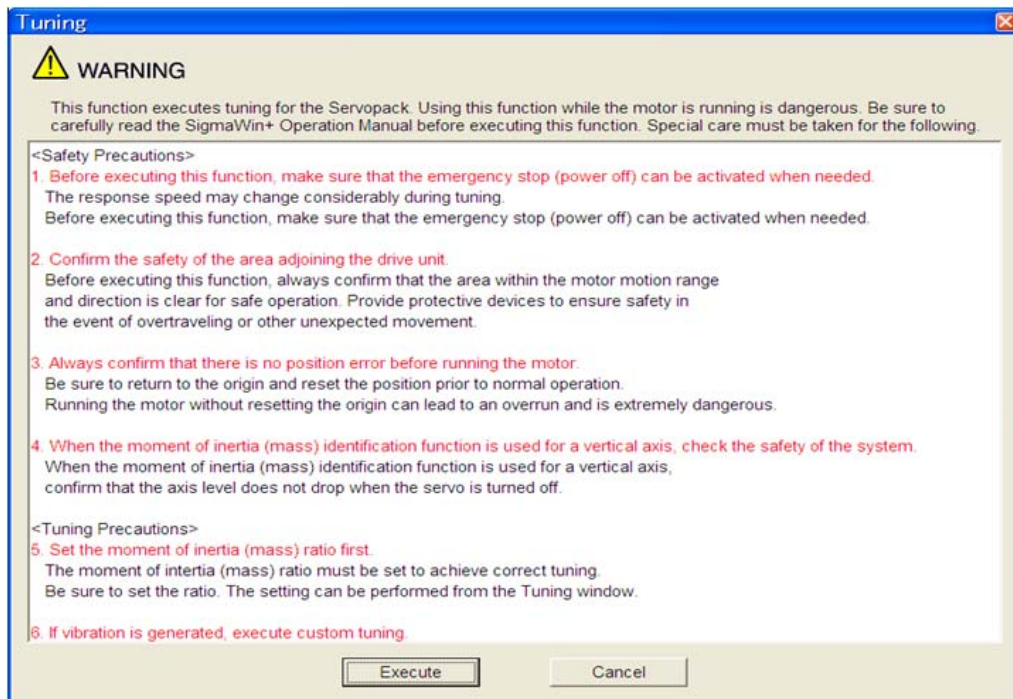 Tuning
WARNING
This function executes tuning for the Servopack. Using this function while the motor is running is dangerous. Be sure to
carefully read the SigmaWin+ Operation Manual before executing this function. Special care must be taken for the following.
<Safety Precautions>
1. Before executing this function, make sure that the emergency stop (power off) can be activated when needed.
The response speed may change considerably during tuning.
Before executing this function, make sure that the emergency stop (power off) can be activated when needed.
2. Confirm the safety of the area adjoining the drive unit.
Before executing this function, always confirm that the area within the motor motion range
and direction is clear for safe operation. Provide protective devices to ensure safety in
the event of overtraveling or other unexpected movement.
3. Always confirm that there is no position error before running the motor.
Be sure to return to the origin and reset the position prior to normal operation.
Running the motor without resetting the origin can lead to an overrun and is extremely dangerous.
4. When the moment of inertia (mass) identification function is used for a vertical axis, check the safety of the system.
When the moment of inertia (mass) identification function is used for a vertical axis,
confirm that the axis level does not drop when the servo is turned off.
<Tuning Precautions>
5. Set the moment of inertia (mass) ratio first.
The moment of intertia (mass) ratio must be set to achieve correct tuning.
Be sure to set the ratio. The setting can be performed from the Tuning window.
6. If vibration is generated, execute custom tuning.
Execute
Cancel